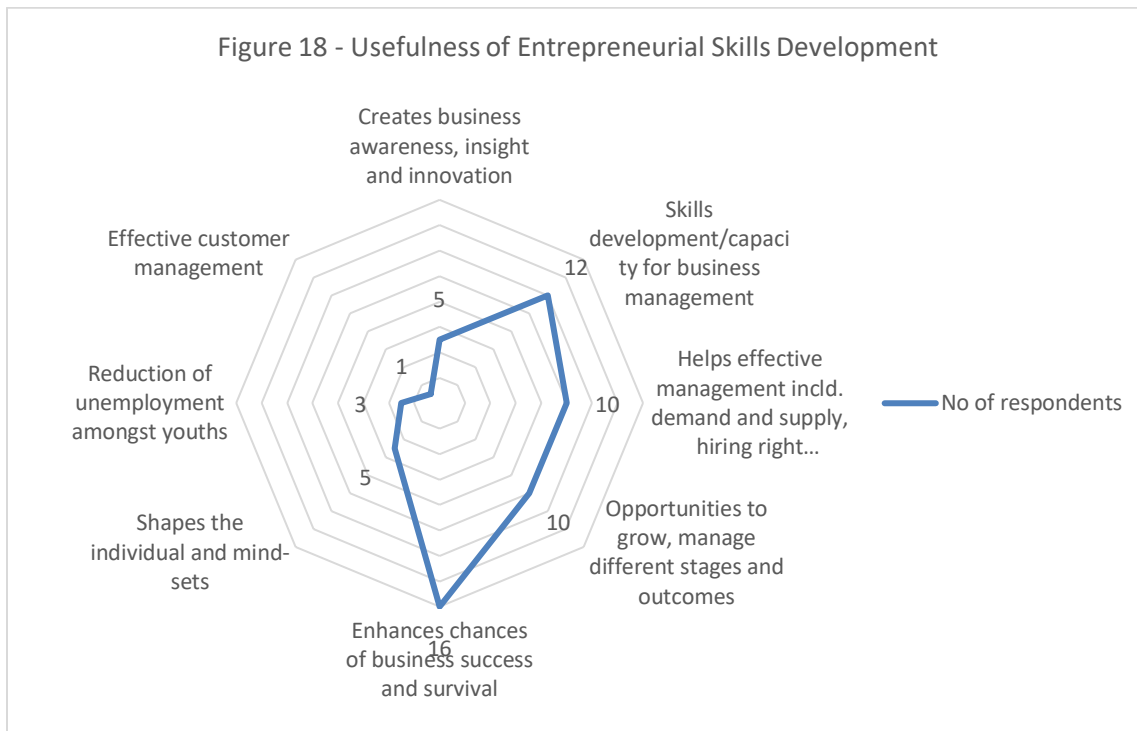 Figure 18 - Usefulness of Entrepreneurial Skills Development
Creates business
awareness, insight
and innovation
5
Skills
development/capaci
ty for business
management
12
Helps effective
management incld.
demand and supply,
hiring right...
10
Opportunities to
grow, manage
different stages and
outcomes
10
Enhances chances
of business success
and survival
16
Shapes the
individual and mind-
sets
5
Reduction of
unemployment
amongst youths
3
Effective customer
management
1
No of respondents